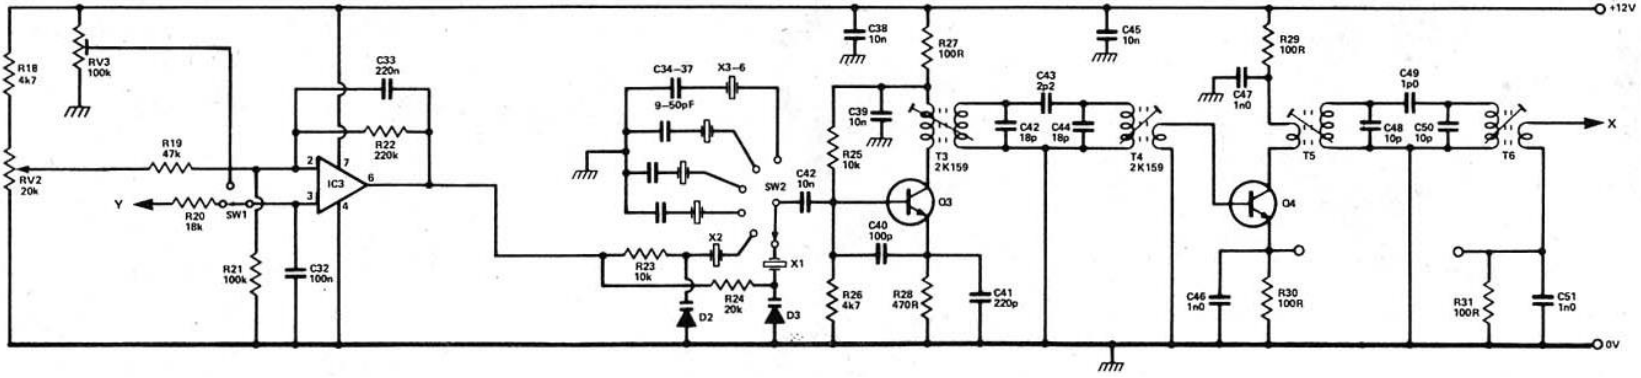 +12V
R18
4k7
RV3
100k
C33
220n
R22
220k
R19
47k
RV2
20k
2
7
IC3
6
3
4
Y
R20
18k
SW1
R21
100k
C32
100n
C34-37
X3-6
9-50pF
SW2
X2
R23
10k
X1
R24
20k
D2
D3
C42
10n
C38
10n
R27
100R
C39
10n
R25
10k
T3
2K159
Q3
C40
100p
R26
4k7
R28
470R
C41
220p
C45
10n
C43
2p2
C42
18p
C44
18p
T4
2K159
R29
100R
C47
1n0
Q4
C46
1n0
R30
100R
T5
C49
1p0
C48
10p
C50
10p
T6
X
R31
100R
C51
1n0
0V